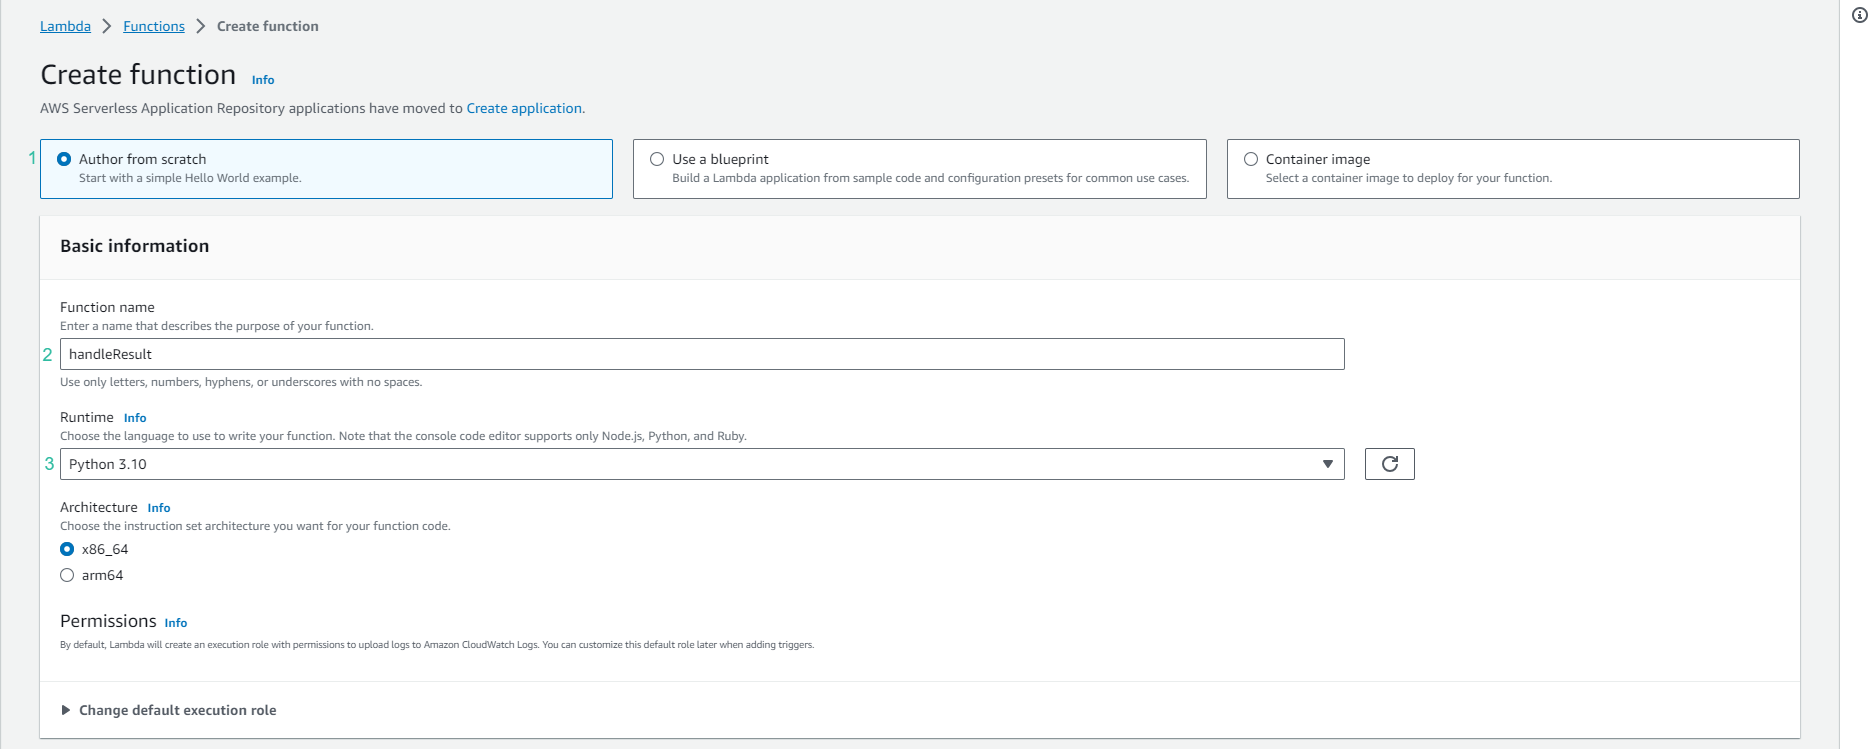 Lambda > Functions > Create function
Create function Info
AWS Serverless Application Repository applications have moved to Create application.
1 Author from scratch
Start with a simple Hello World example.
Use a blueprint
Build a Lambda application from sample code and configuration presets for common use cases.
Container image
Select a container image to deploy for your function.
Basic information
Function name
Enter a name that describes the purpose of your function.
2 handleResult
Use only letters, numbers, hyphens, or underscores with no spaces.
Runtime Info
Choose the language to use to write your function. Note that the console code editor supports only Node.js, Python, and Ruby.
3 Python 3.10
Architecture Info
Choose the instruction set architecture you want for your function code.
x86_64
arm64
Permissions Info
By default, Lambda will create an execution role with permissions to upload logs to Amazon CloudWatch Logs. You can customize this default role later when adding triggers.
Change default execution role